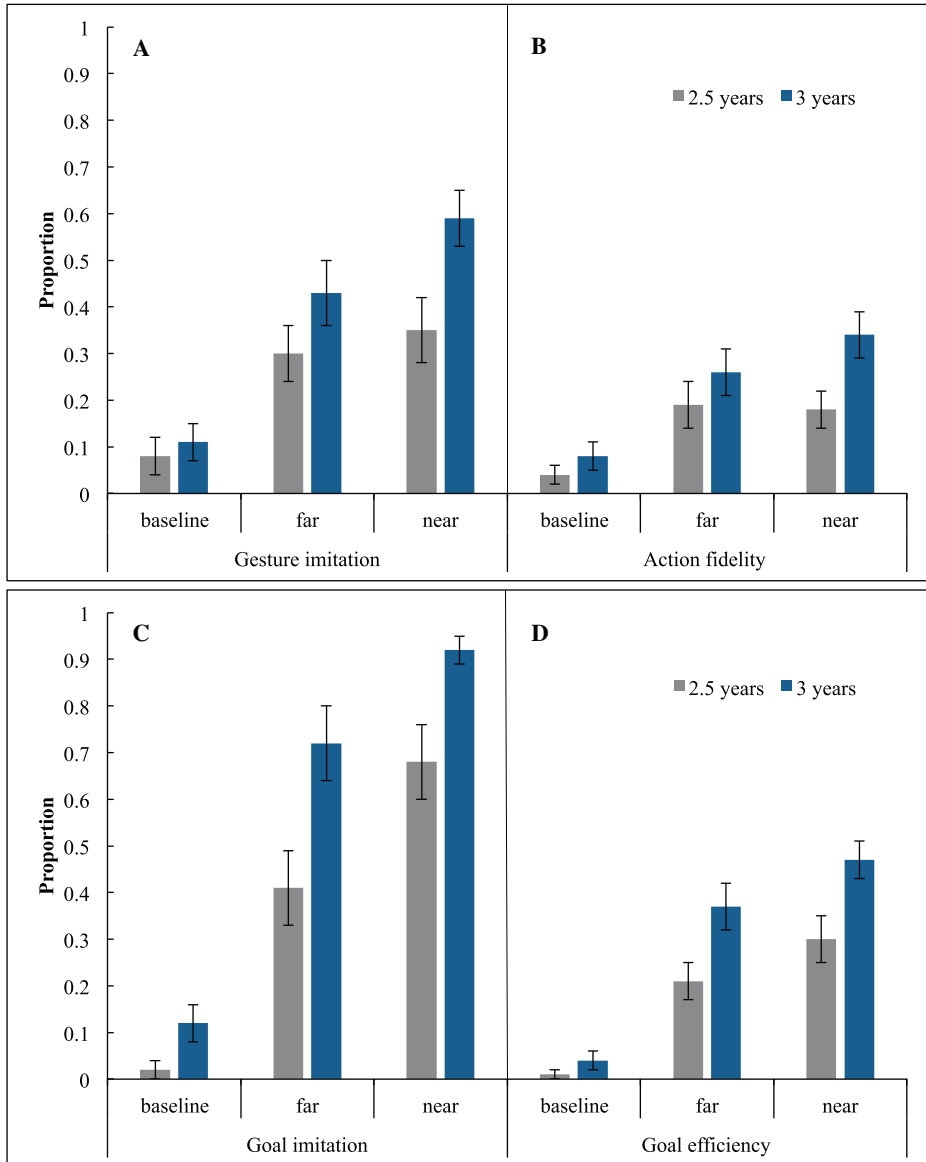 A
B
2.5 years 3 years
1
0.9
0.8
0.7
0.6
0.5
0.4
0.3
0.2
0.1
0
Proportion
baseline far near baseline far near
Gesture imitation Action fidelity
C
D
2.5 years 3 years
1
0.9
0.8
0.7
0.6
0.5
0.4
0.3
0.2
0.1
0
Proportion
baseline far near baseline far near
Goal imitation Goal efficiency